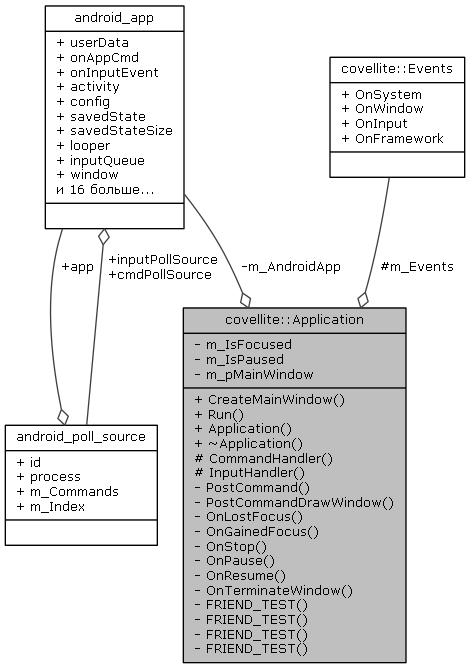 android_app
+ userData
+ onAppCmd
+ onInputEvent
+ activity
+ config
+ savedState
+ savedStateSize
+ looper
+ inputQueue
+ window
и 16 больше...
covellite::Events
+ OnSystem
+ OnWindow
+ OnInput
+ OnFramework
+app
+inputPollSource
+cmdPollSource
-m_AndroidApp
#m_Events
android_poll_source
+ id
+ process
+ m_Commands
+ m_Index
covellite::Application
- m_IsFocused
- m_IsPaused
- m_pMainWindow
+ CreateMainWindow()
+ Run()
+ Application()
+ ~Application()
# CommandHandler()
# InputHandler()
- PostCommand()
- PostCommandDrawWindow()
- OnLostFocus()
- OnGainedFocus()
- OnStop()
- OnPause()
- OnResume()
- OnTerminateWindow()
- FRIEND_TEST()
- FRIEND_TEST()
- FRIEND_TEST()
- FRIEND_TEST()